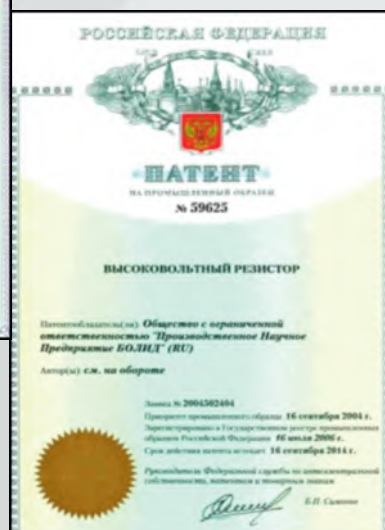 РОССИЙСКАЯ ФЕДЕРАЦИЯ
ПАТЕНТ
НА ПРОМЫШЛЕННЫЙ ОБРАЗЕЦ
№ 59625
ВЫСОКОВОЛЬТНЫЙ РЕЗИСТОР
Патентообладатель(ли): Общество с ограниченной
ответственностью "Производственное Научное
Предприятие БОЛИД" (RU)
Автор(ы): см. на обороте
Заявка № 2004502404
Приоритет промышленного образца 16 сентября 2004 г.
Зарегистрировано в Государственном реестре промышленных
образцов Российской Федерации 16 июля 2006 г.
Срок действия патента истекает 16 сентября 2014 г.
Руководитель Федеральной службы по интеллектуальной
собственности, патентам и товарным знакам
Б.П. Симонов